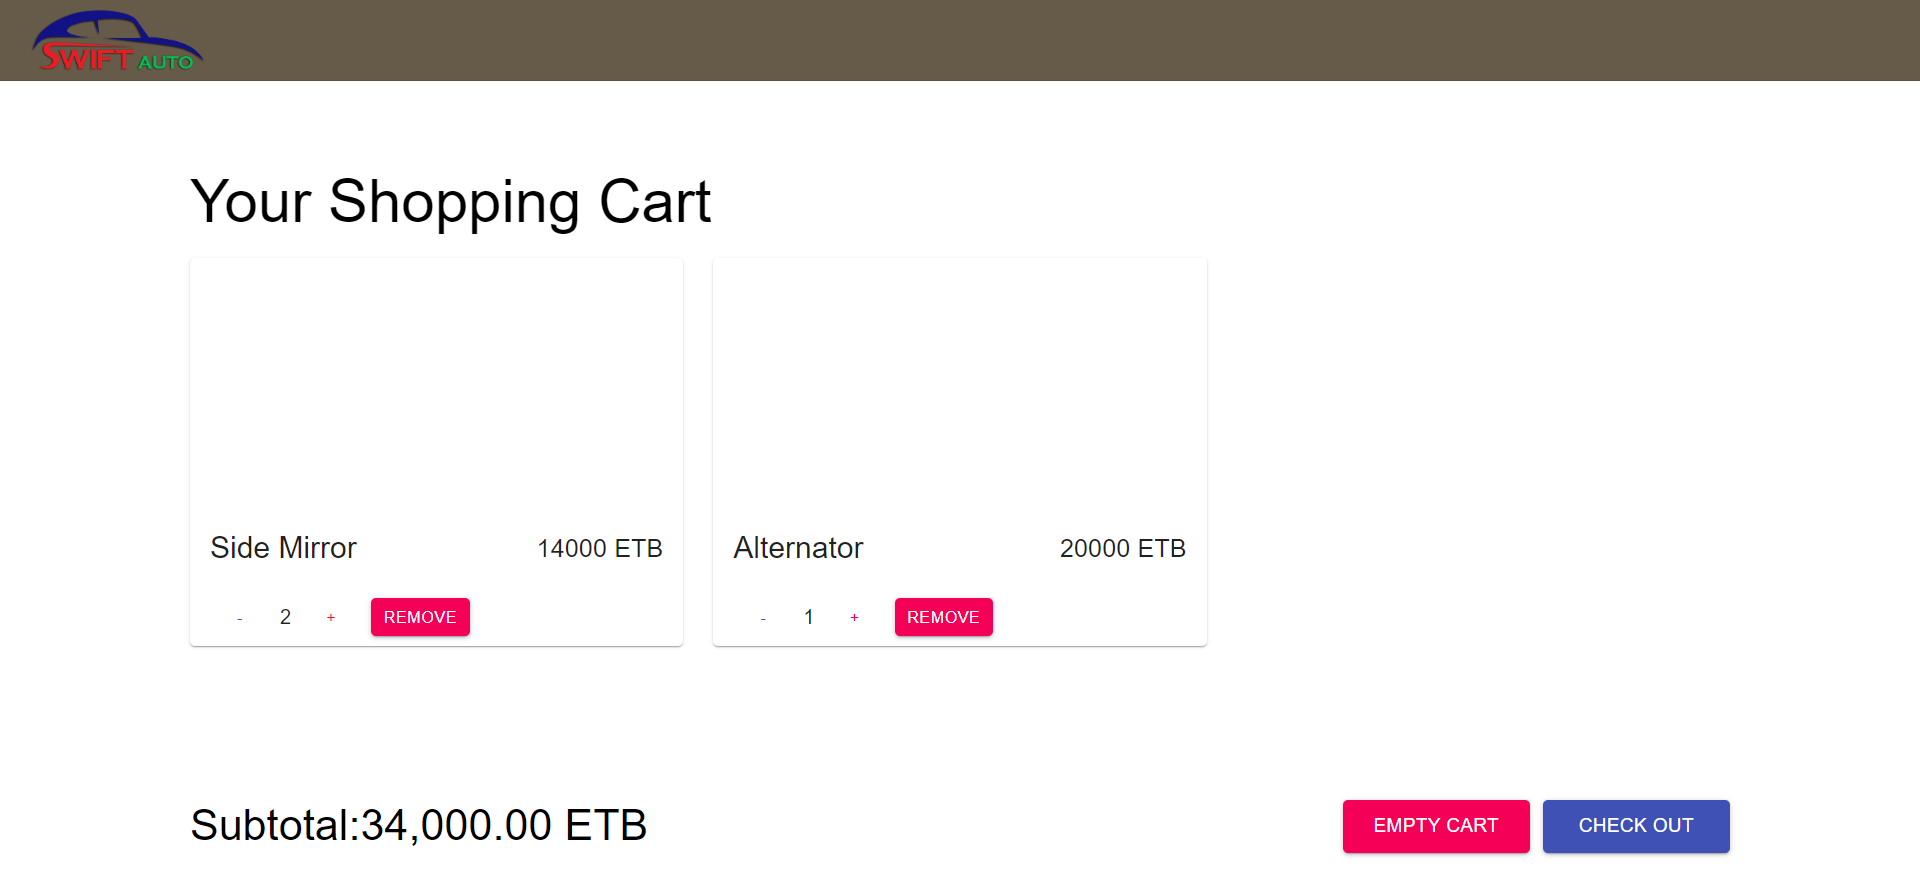 SWIFT AUTO
Your Shopping Cart
Side Mirror 14000 ETB
- 2 + REMOVE
Alternator 20000 ETB
- 1 + REMOVE
Subtotal:34,000.00 ETB
EMPTY CART CHECK OUT